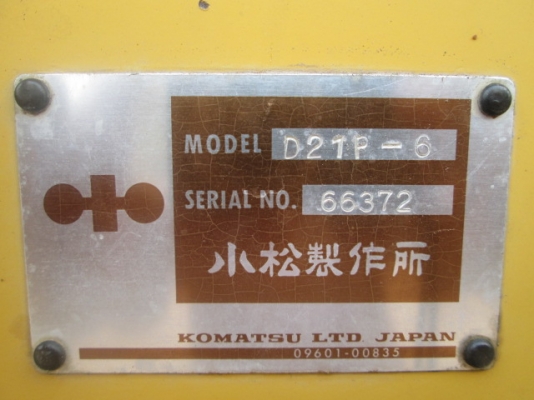 MODEL D21P-6
SERIAL NO. 66372
小松製作所
KOMATSU LTD. JAPAN
09601-00835